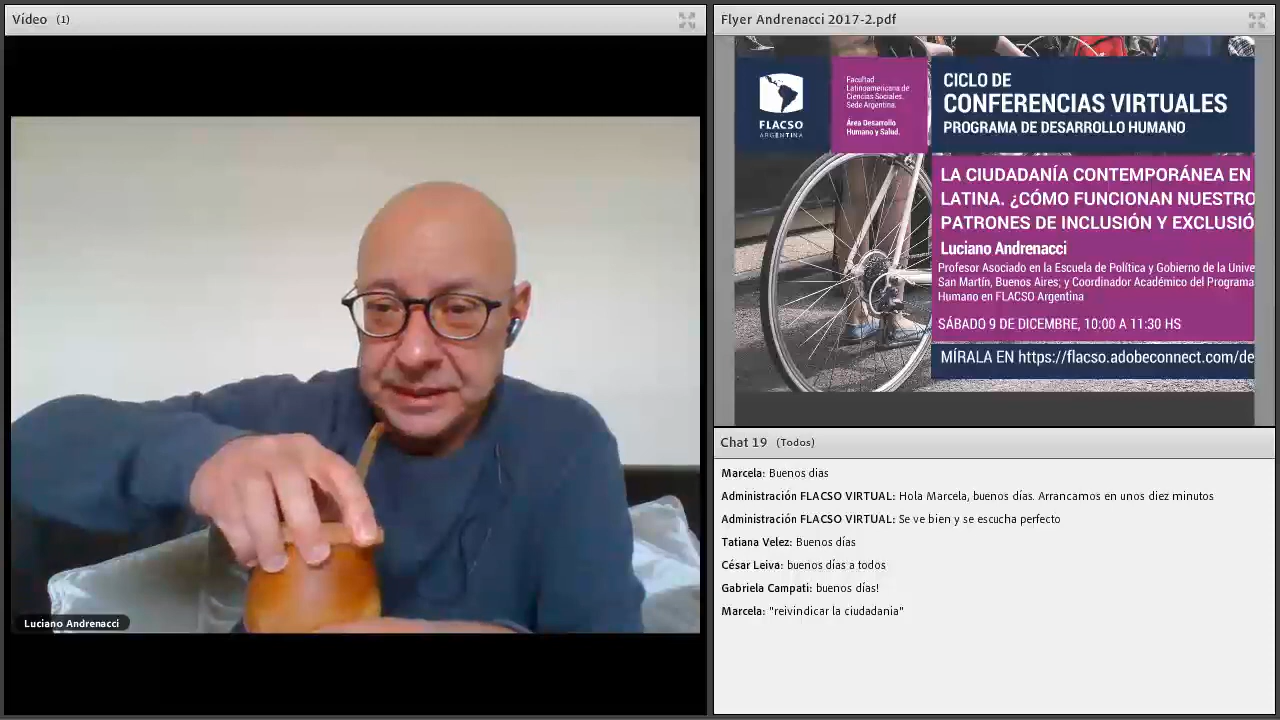 Vídeo (1)
Luciano Andrenacci
Flyer Andrenacci 2017-2.pdf
FLACSO
ARGENTINA
Facultad
Latinoamericana de
Ciencias Sociales.
Sede Argentina.
Área Desarrollo
Humano y Salud.
CICLO DE
CONFERENCIAS VIRTUALES
PROGRAMA DE DESARROLLO HUMANO
LA CIUDADANÍA CONTEMPORÁNEA EN
LATINA. ¿CÓMO FUNCIONAN NUESTRO
PATRONES DE INCLUSIÓN Y EXCLUSIÓ
Luciano Andrenacci
Profesor Asociado en la Escuela de Política y Gobierno de la Unive
San Martín, Buenos Aires; y Coordinador Académico del Programa
Humano en FLACSO Argentina
SÁBADO 9 DE DICEMBRE, 10:00 A 11:30 HS
MÍRALA EN https://flacso.adobeconnect.com/de
Chat 19 (Todos)
Marcela: Buenos dias
Administración FLACSO VIRTUAL: Hola Marcela, buenos días. Arrancamos en unos diez minutos
Administración FLACSO VIRTUAL: Se ve bien y se escucha perfecto
Tatiana Velez: Buenos días
César Leiva: buenos días a todos
Gabriela Campati: buenos días!
Marcela: "reivindicar la ciudadania"